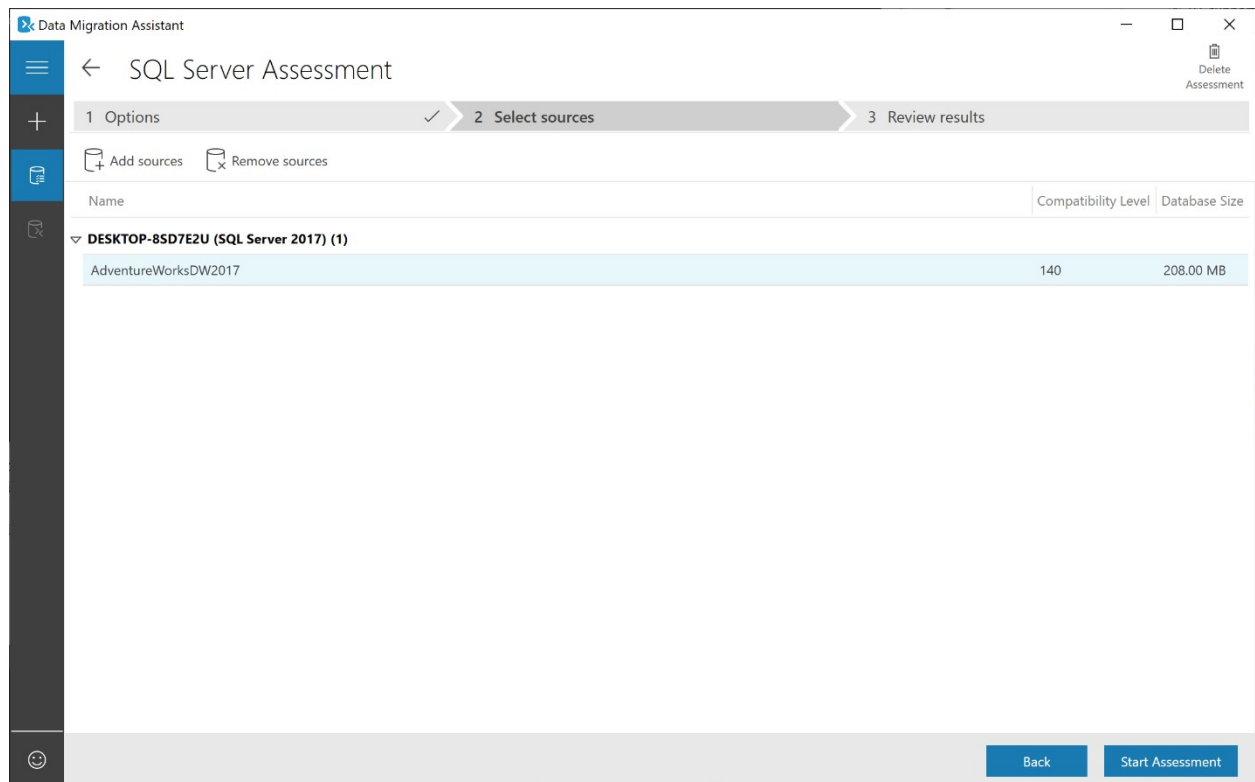 Data Migration Assistant
SQL Server Assessment
Delete
Assessment
1 Options
2 Select sources
3 Review results
Add sources
Remove sources
Name
Compatibility Level
Database Size
DESKTOP-8SD7E2U (SQL Server 2017) (1)
AdventureWorksDW2017
140
208.00 MB
Back
Start Assessment